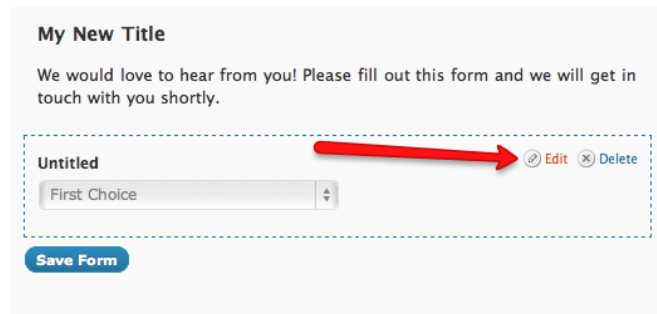 My New Title
We would love to hear from you! Please fill out this form and we will get in
touch with you shortly.
Untitled
Edit
Delete
First Choice
Save Form